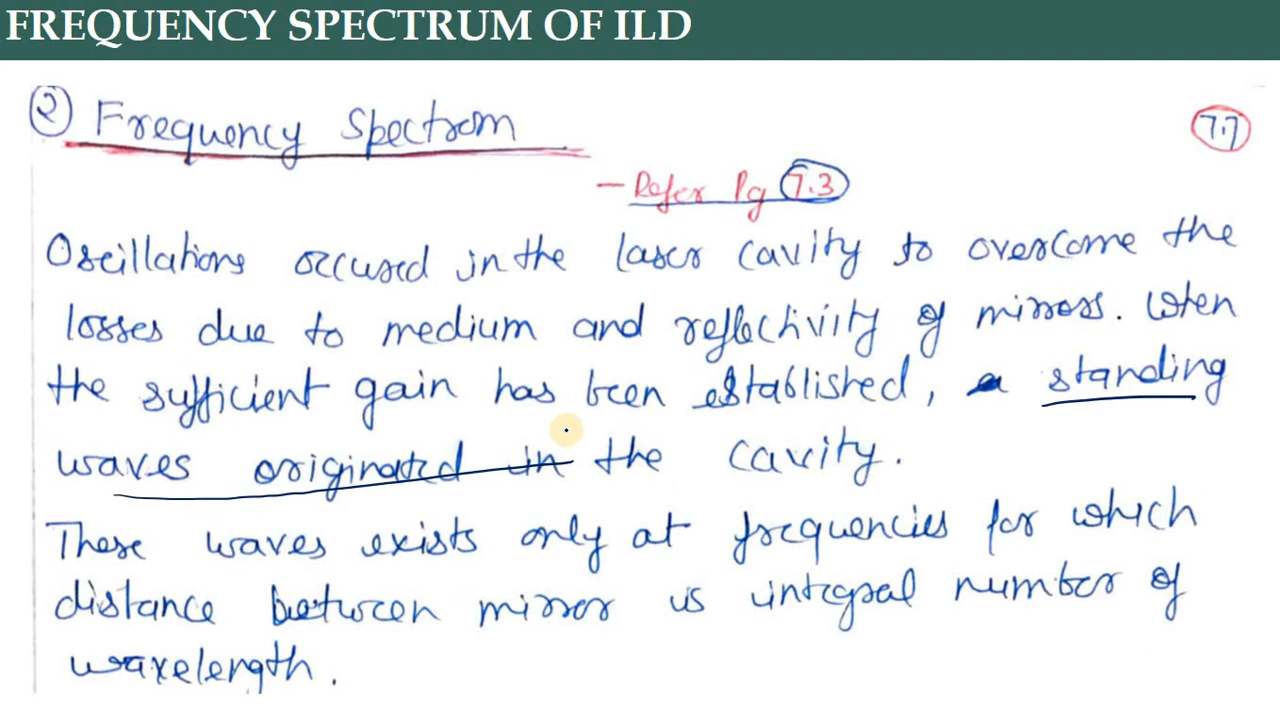 FREQUENCY SPECTRUM OF ILD
② Frequency Spectrom
7.7
- Refer Pg 7.3
Oscillations occured in the laser cavity to overcome the
losses due to medium and reflectivity of mirrors. When
the sufficient gain has been established, a standing
waves originated in the cavity.
These waves exists only at frequencies for which
distance between mirror is integral number of
wavelength.